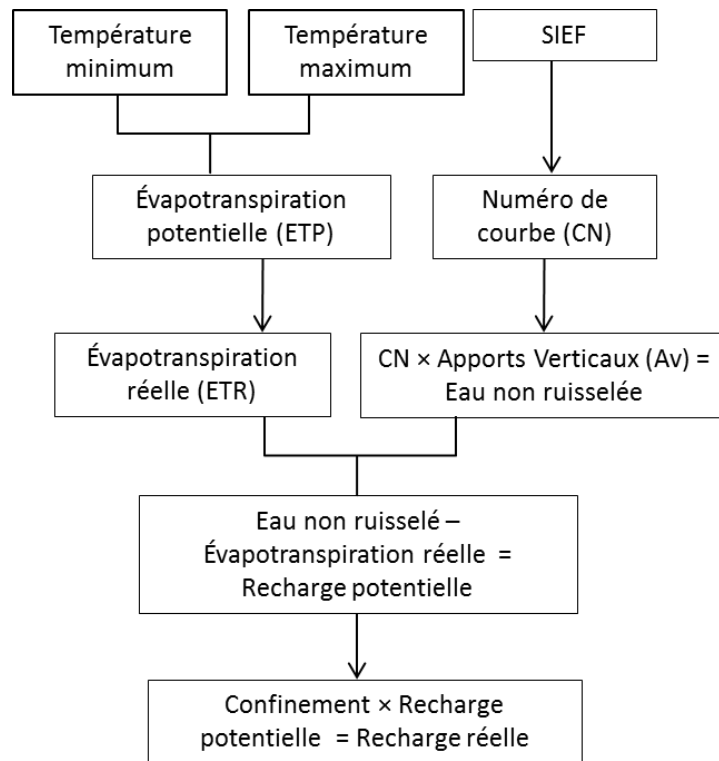 Température
minimum
Température
maximum
SIEF
Évapotranspiration
potentielle (ETP)
Numéro de
courbe (CN)
Évapotranspiration
réelle (ETR)
CN × Apports Verticaux (Av) =
Eau non ruisselée
Eau non ruisselé –
Évapotranspiration réelle =
Recharge potentielle
Confinement × Recharge
potentielle = Recharge réelle